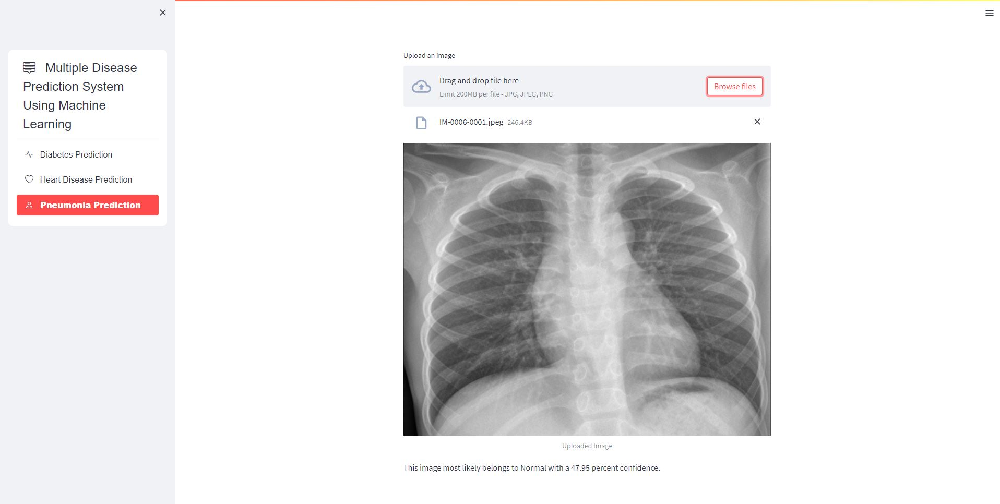 Multiple Disease
Prediction System
Using Machine
Learning
Diabetes Prediction
Heart Disease Prediction
Pneumonia Prediction
Upload an image
Drag and drop file here
Limit 200MB per file • JPG, JPEG, PNG
Browse files
IM-0006-0001.jpeg 246.4KB
Uploaded Image
This image most likely belongs to Normal with a 47.95 percent confidence.